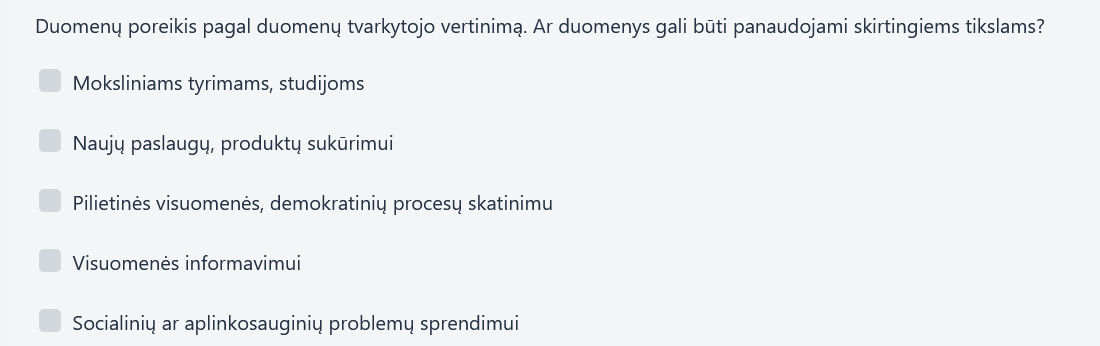 Duomenų poreikis pagal duomenų tvarkytojo vertinimą. Ar duomenys gali būti panaudojami skirtingiems tikslams?
Moksliniams tyrimams, studijoms
Naujų paslaugų, produktų sukūrimui
Pilietinės visuomenės, demokratinių procesų skatinimu
Visuomenės informavimui
Socialinių ar aplinkosauginių problemų sprendimui